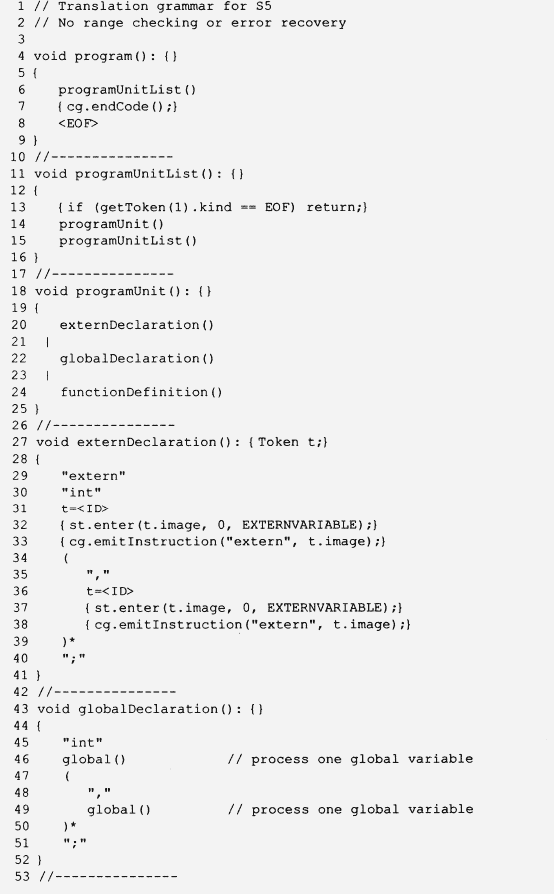 1 // Translation grammar for S5
2 // No range checking or error recovery
3
4 void program(): {}
5 {
6    programUnitList()
7    {cg.endCode();}
8    <EOF>
9 }
10 //---------------
11 void programUnitList(): {}
12 {
13    {if (getToken(1).kind == EOF) return;}
14    programUnit()
15    programUnitList()
16 }
17 //---------------
18 void programUnit(): {}
19 {
20    externDeclaration()
21  |
22    globalDeclaration()
23  |
24    functionDefinition()
25 }
26 //---------------
27 void externDeclaration(): {Token t;}
28 {
29    "extern"
30    "int"
31    t=<ID>
32    {st.enter(t.image, 0, EXTERNVARIABLE);}
33    {cg.emitInstruction("extern", t.image);}
34    (
35       ","
36       t=<ID>
37       {st.enter(t.image, 0, EXTERNVARIABLE);}
38       {cg.emitInstruction("extern", t.image);}
39    )*
40    ";"
41 }
42 //---------------
43 void globalDeclaration(): {}
44 {
45    "int"
46    global()            // process one global variable
47    (
48       ","
49       global()         // process one global variable
50    )*
51    ";"
52 }
53 //---------------